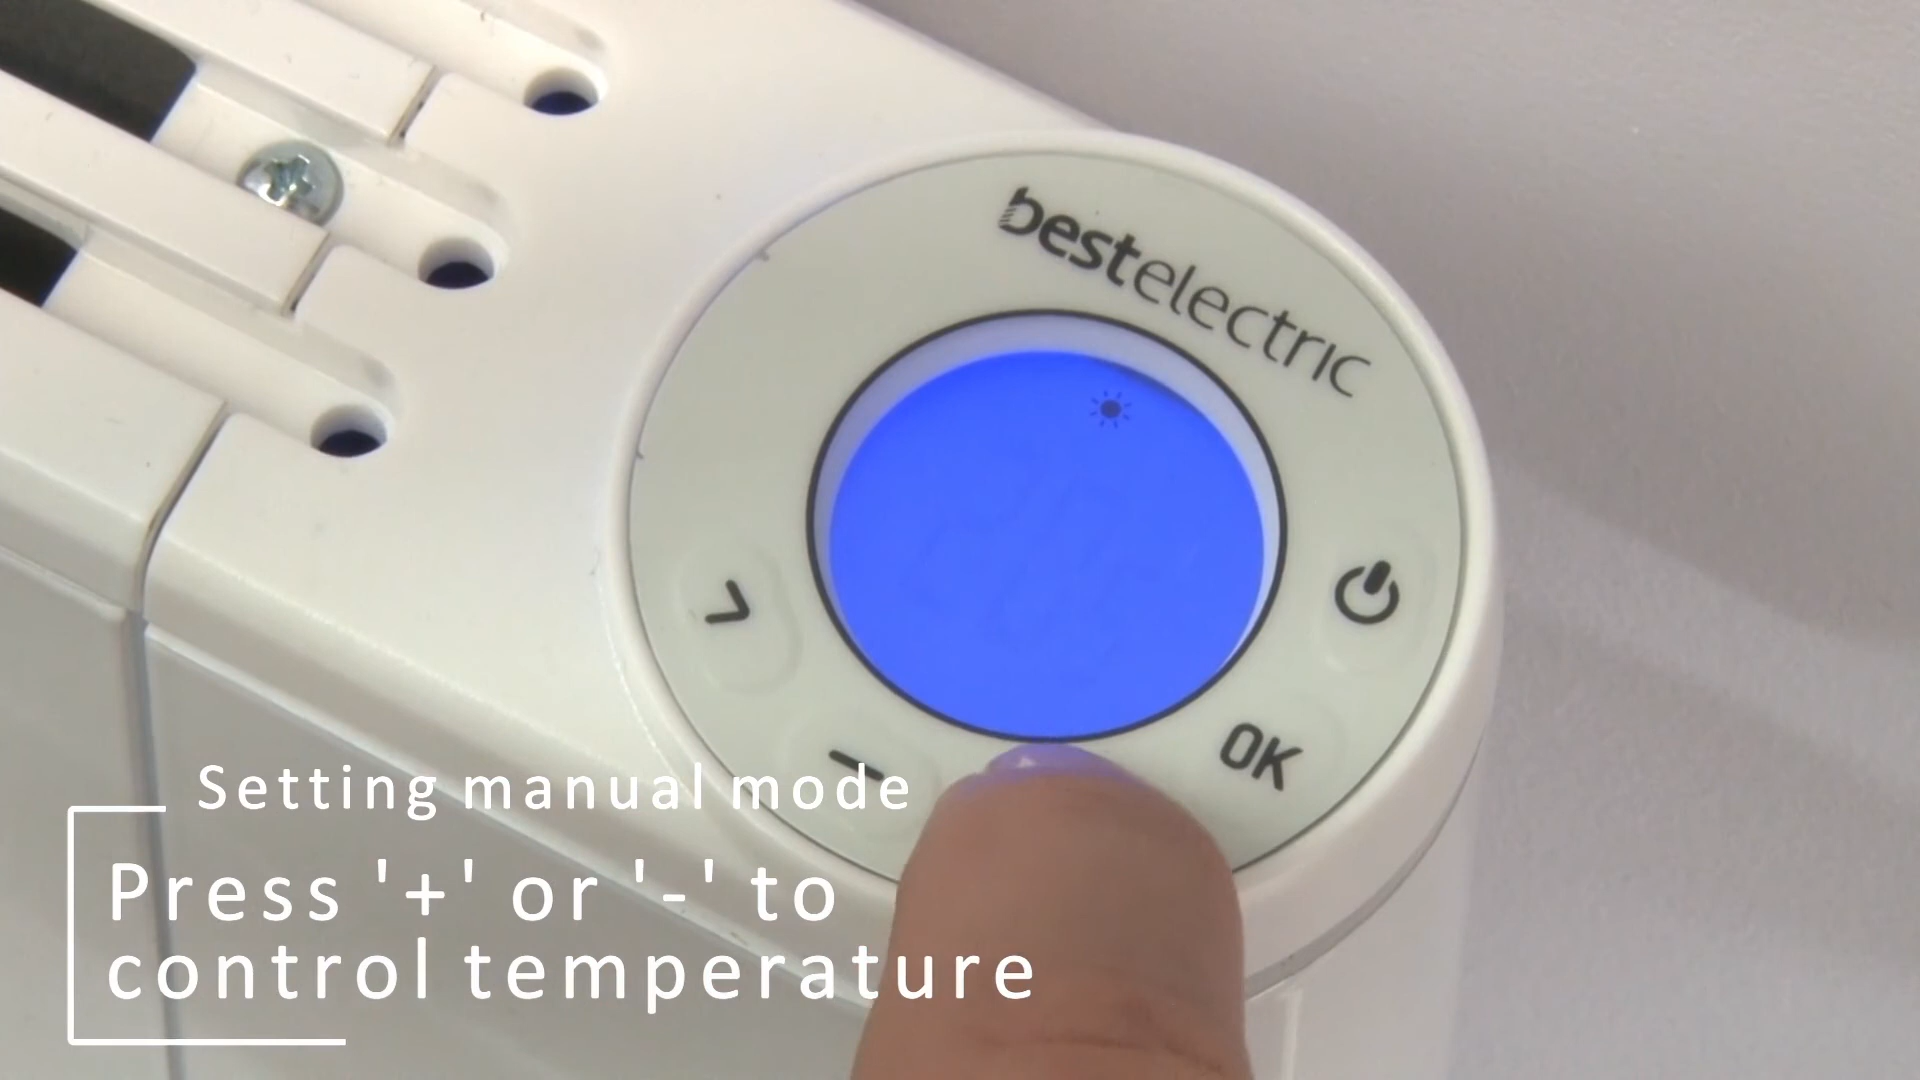 bestelectric
OK
Setting manual mode
Press '+' or '-' to
control temperature